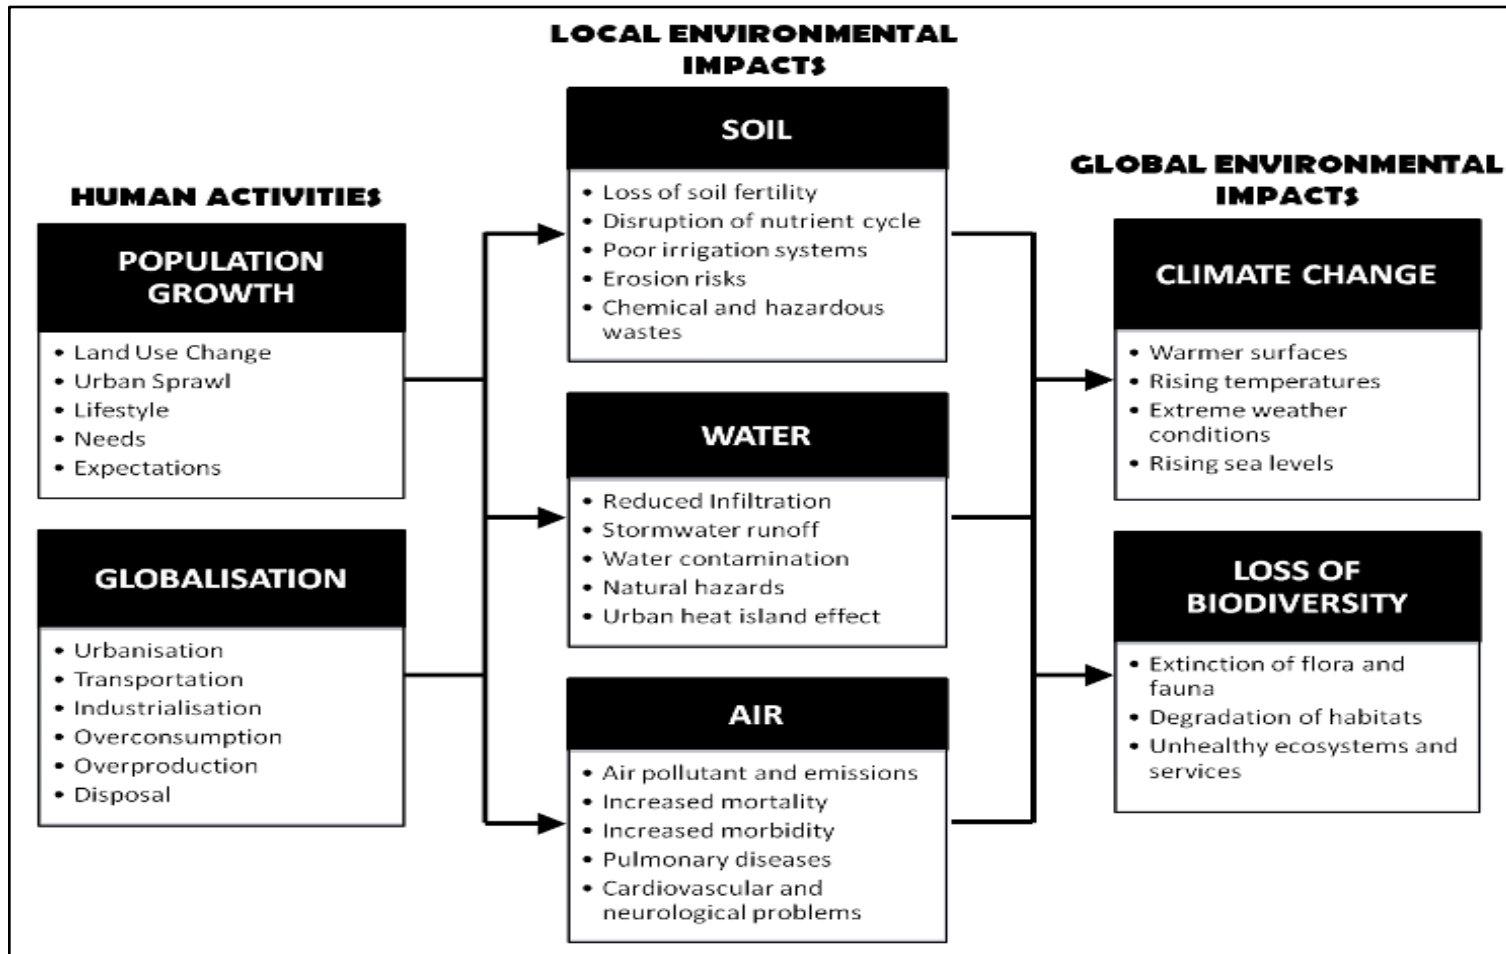 HUMAN ACTIVITIES
POPULATION
GROWTH
• Land Use Change
• Urban Sprawl
• Lifestyle
• Needs
• Expectations
GLOBALISATION
• Urbanisation
• Transportation
• Industrialisation
• Overconsumption
• Overproduction
• Disposal
LOCAL ENVIRONMENTAL
IMPACTS
SOIL
• Loss of soil fertility
• Disruption of nutrient cycle
• Poor irrigation systems
• Erosion risks
• Chemical and hazardous
wastes
WATER
• Reduced Infiltration
• Stormwater runoff
• Water contamination
• Natural hazards
• Urban heat island effect
AIR
• Air pollutant and emissions
• Increased mortality
• Increased morbidity
• Pulmonary diseases
• Cardiovascular and
neurological problems
GLOBAL ENVIRONMENTAL
IMPACTS
CLIMATE CHANGE
• Warmer surfaces
• Rising temperatures
• Extreme weather
conditions
• Rising sea levels
LOSS OF
BIODIVERSITY
• Extinction of flora and
fauna
• Degradation of habitats
• Unhealthy ecosystems and
services